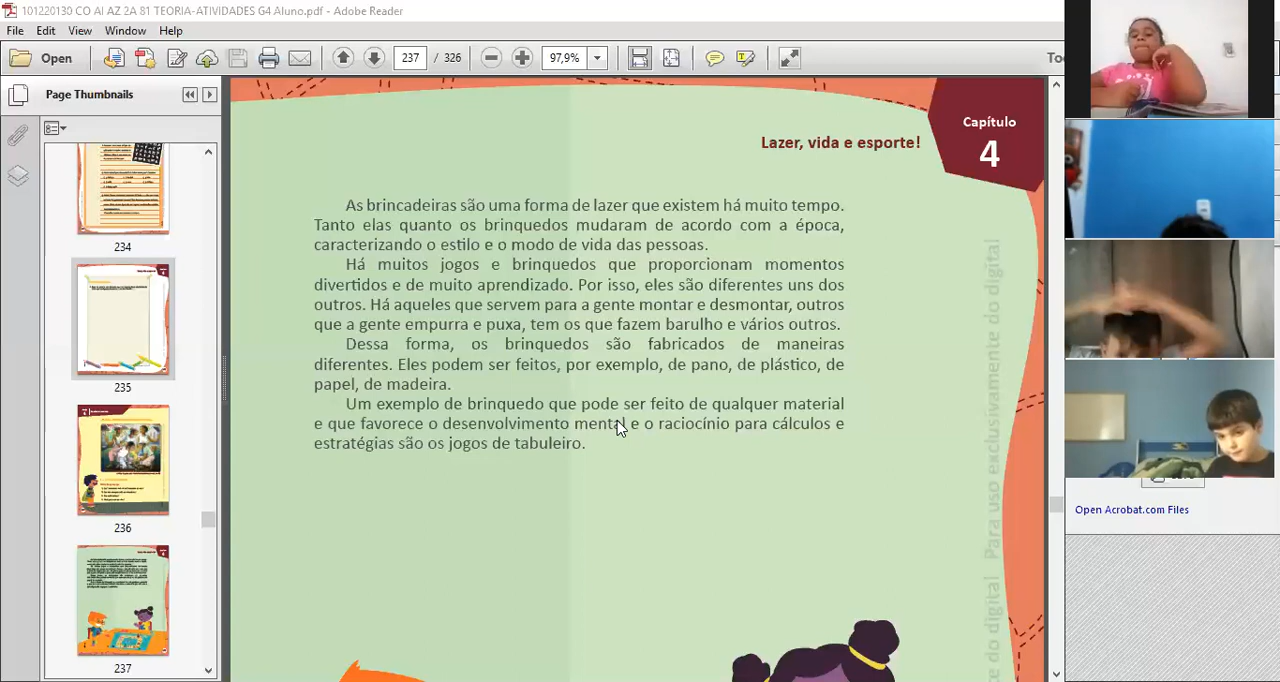 101220130 CO AI AZ 2A 81 TEORIA-ATIVIDADES G4 Aluno.pdf - Adobe Reader
File Edit View Window Help
Open 237 / 326 97,9% To
Page Thumbnails
234
235
236
237
Capítulo
4
Lazer, vida e esporte!
As brincadeiras são uma forma de lazer que existem há muito tempo.
Tanto elas quanto os brinquedos mudaram de acordo com a época,
caracterizando o estilo e o modo de vida das pessoas.
Há muitos jogos e brinquedos que proporcionam momentos
divertidos e de muito aprendizado. Por isso, eles são diferentes uns dos
outros. Há aqueles que servem para a gente montar e desmontar, outros
que a gente empurra e puxa, tem os que fazem barulho e vários outros.
Dessa forma, os brinquedos são fabricados de maneiras
diferentes. Eles podem ser feitos, por exemplo, de pano, de plástico, de
papel, de madeira.
Um exemplo de brinquedo que pode ser feito de qualquer material
e que favorece o desenvolvimento mental e o raciocínio para cálculos e
estratégias são os jogos de tabuleiro.
e do digital Para uso exclusivamente do digital
Open Acrobat.com Files